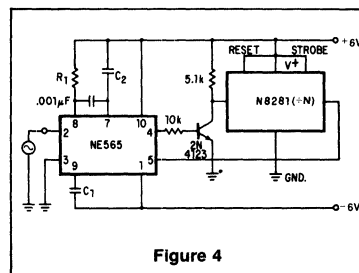 +6V
RESET STROBE
V+
R1
C2
5.1k
.001µF
N8281(÷N)
8 7 10
2 4 10k
NE565
2N
4123
3 5
9 1
GND.
C1
-6V
Figure 4